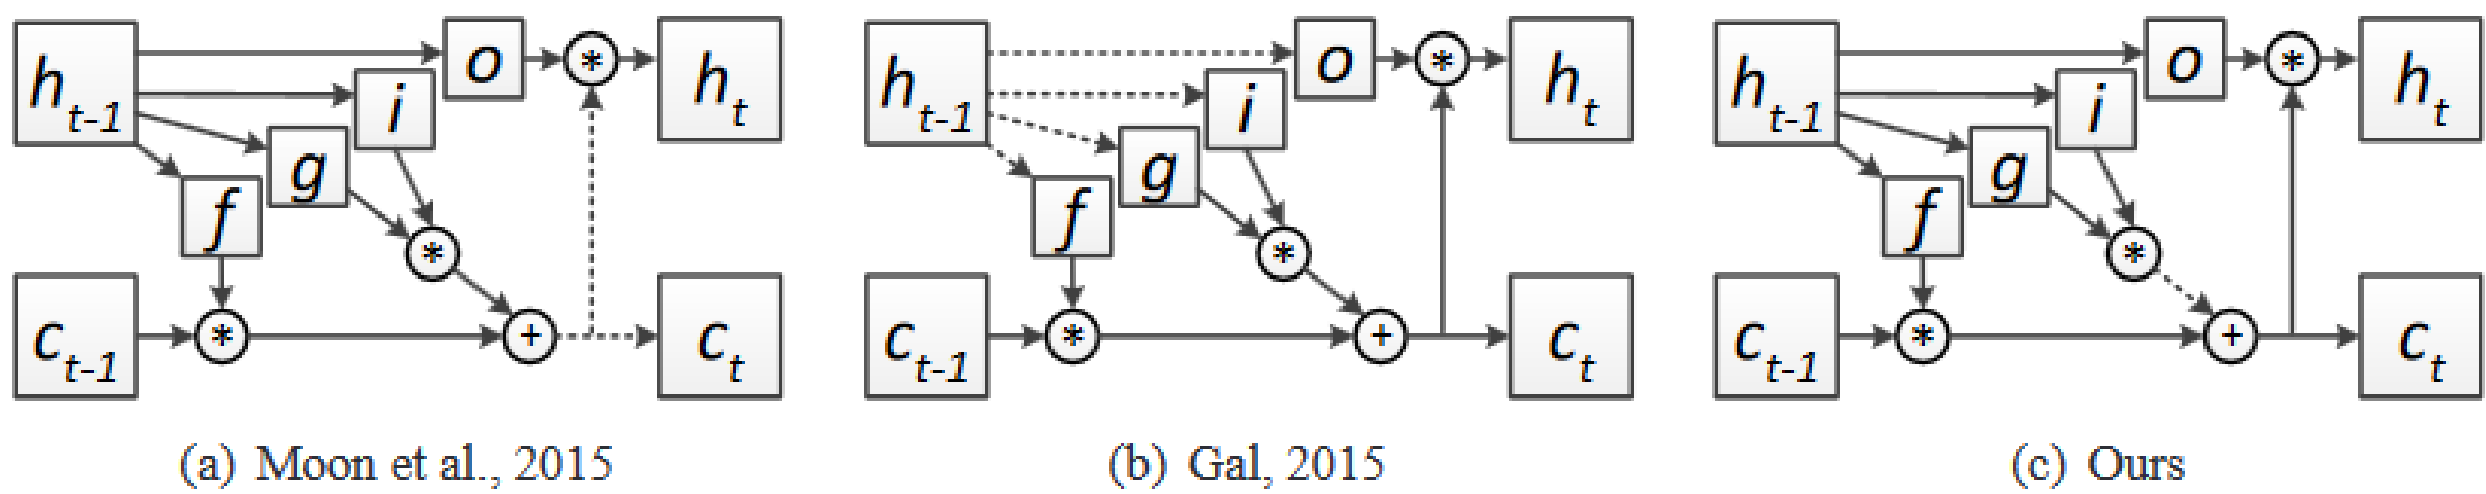 h t-1 o * h t
i
g
f *
c t-1 * + c t
(a) Moon et al., 2015
h t-1 o * h t
i
g
f *
c t-1 * + c t
(b) Gal, 2015
h t-1 o * h t
i
g
f *
c t-1 * + c t
(c) Ours